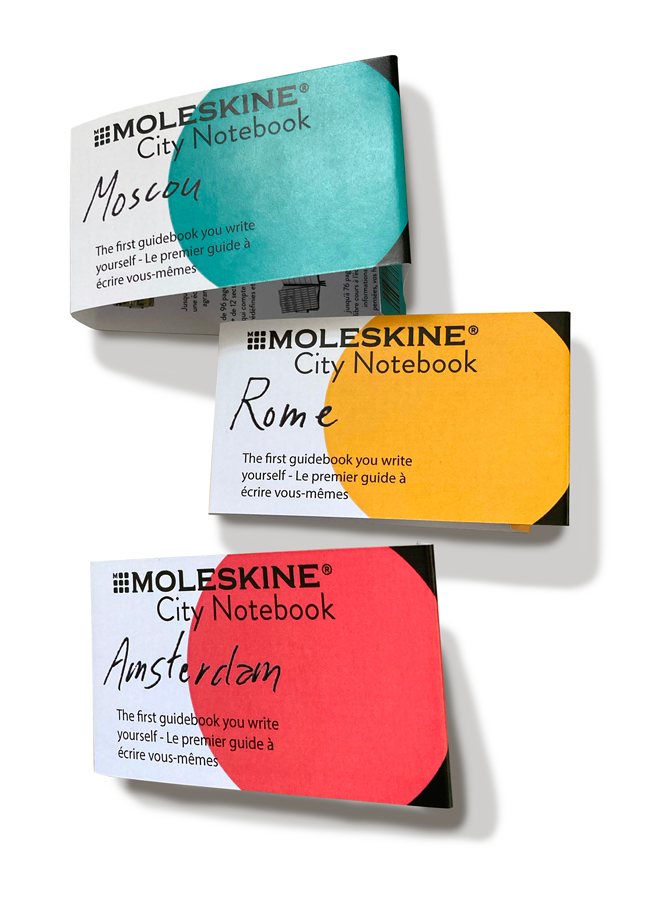 MOLESKINE®
City Notebook
Moscow
The first guidebook you write
yourself - Le premier guide à
écrire vous-mêmes
MOLESKINE®
City Notebook
Rome
The first guidebook you write
yourself - Le premier guide à
écrire vous-mêmes
MOLESKINE®
City Notebook
Amsterdam
The first guidebook you write
yourself - Le premier guide à
écrire vous-mêmes